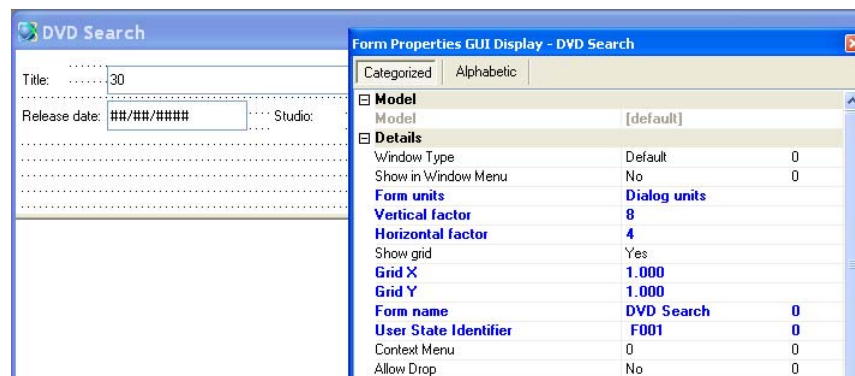 DVD Search
Title: 30
Release date: ##/##/#### Studio:
Form Properties GUI Display - DVD Search
Categorized Alphabetic
Model
Model [default]
Details
Window Type Default 0
Show in Window Menu No 0
Form units Dialog units
Vertical factor 8
Horizontal factor 4
Show grid Yes
Grid X 1.000
Grid Y 1.000
Form name DVD Search 0
User State Identifier F001 0
Context Menu 0 0
Allow Drop No 0